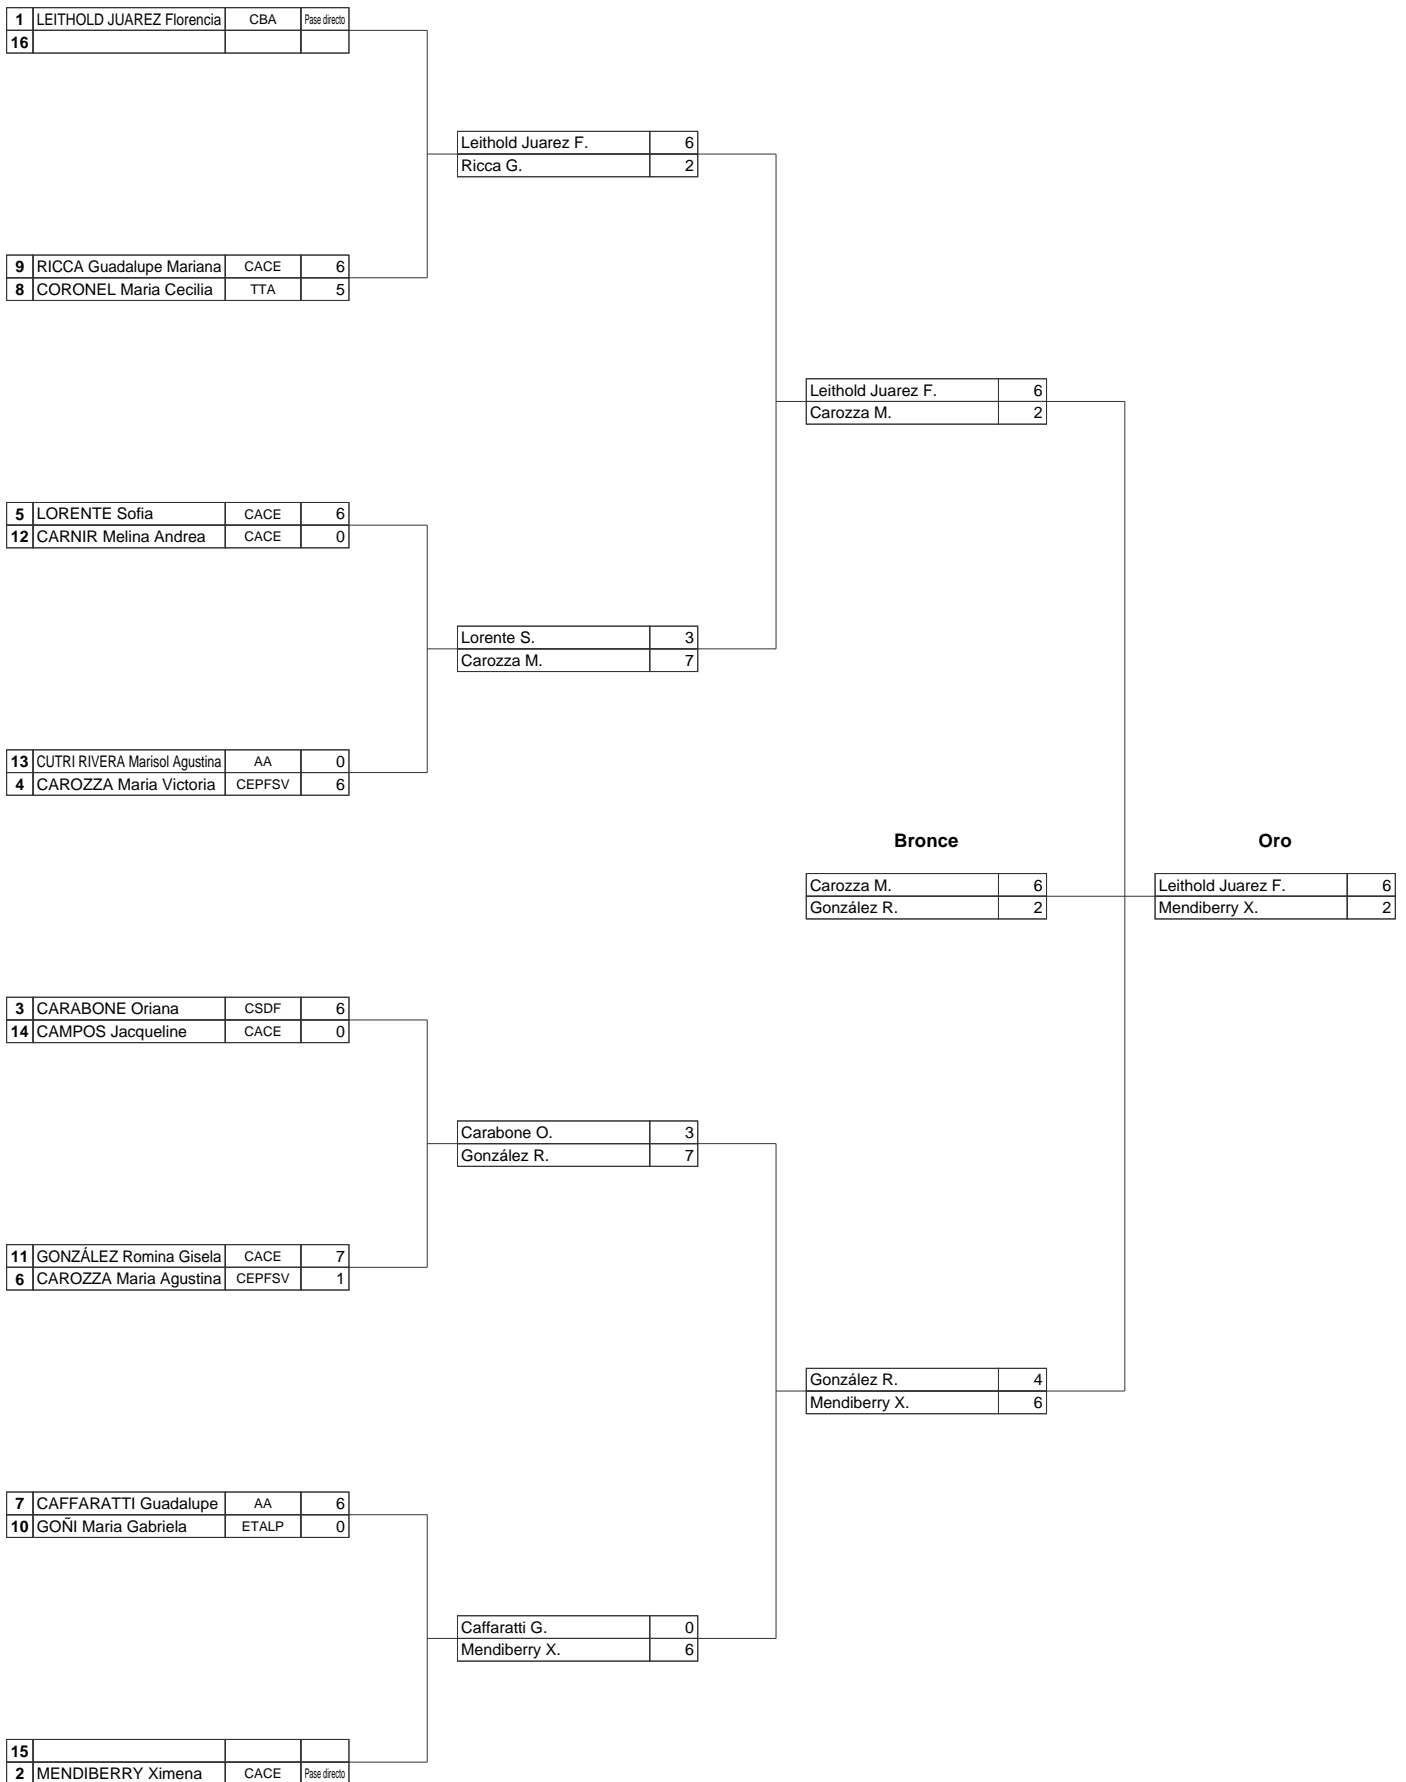 1 LEITHOLD JUAREZ Florencia CBA Pase directo
16
Leithold Juarez F. 6
Ricca G. 2
9 RICCA Guadalupe Mariana CACE 6
8 CORONEL Maria Cecilia TTA 5
Leithold Juarez F. 6
Carozza M. 2
5 LORENTE Sofia CACE 6
12 CARNIR Melina Andrea CACE 0
Lorente S. 3
Carozza M. 7
13 CUTRI RIVERA Marisol Agustina AA 0
4 CAROZZA Maria Victoria CEPFSV 6
Bronce Oro
Carozza M. 6 Leithold Juarez F. 6
González R. 2 Mendiberry X. 2
3 CARABONE Oriana CSDF 6
14 CAMPOS Jacqueline CACE 0
Carabone O. 3
González R. 7
11 GONZÁLEZ Romina Gisela CACE 7
6 CAROZZA Maria Agustina CEPFSV 1
González R. 4
Mendiberry X. 6
7 CAFFARATTI Guadalupe AA 6
10 GOÑI Maria Gabriela ETALP 0
Caffaratti G. 0
Mendiberry X. 6
15
2 MENDIBERRY Ximena CACE Pase directo